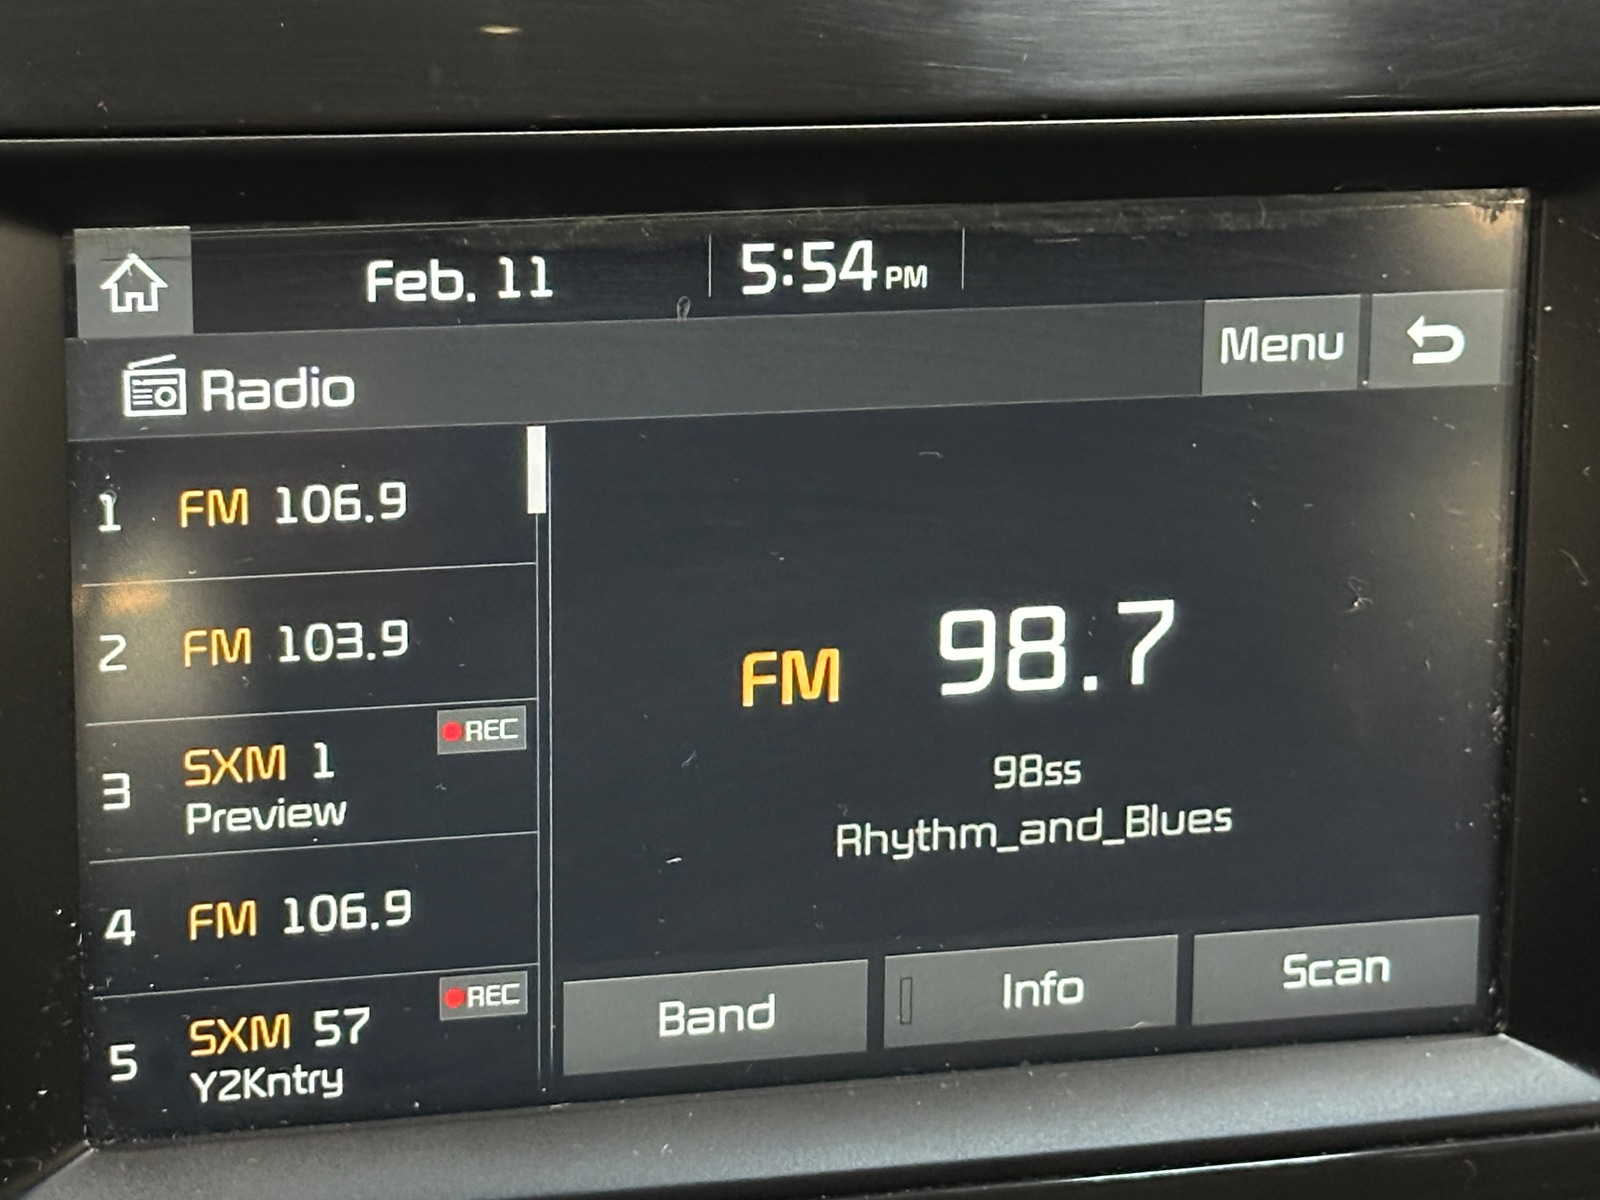 Feb. 11
5:54 PM
Menu
Radio
1 FM 106.9
2 FM 103.9
REC
3 SXM 1
Preview
4 FM 106.9
REC
5 SXM 57
Y2Kntry
FM 98.7
98ss
Rhythm_and_Blues
Band
Info
Scan